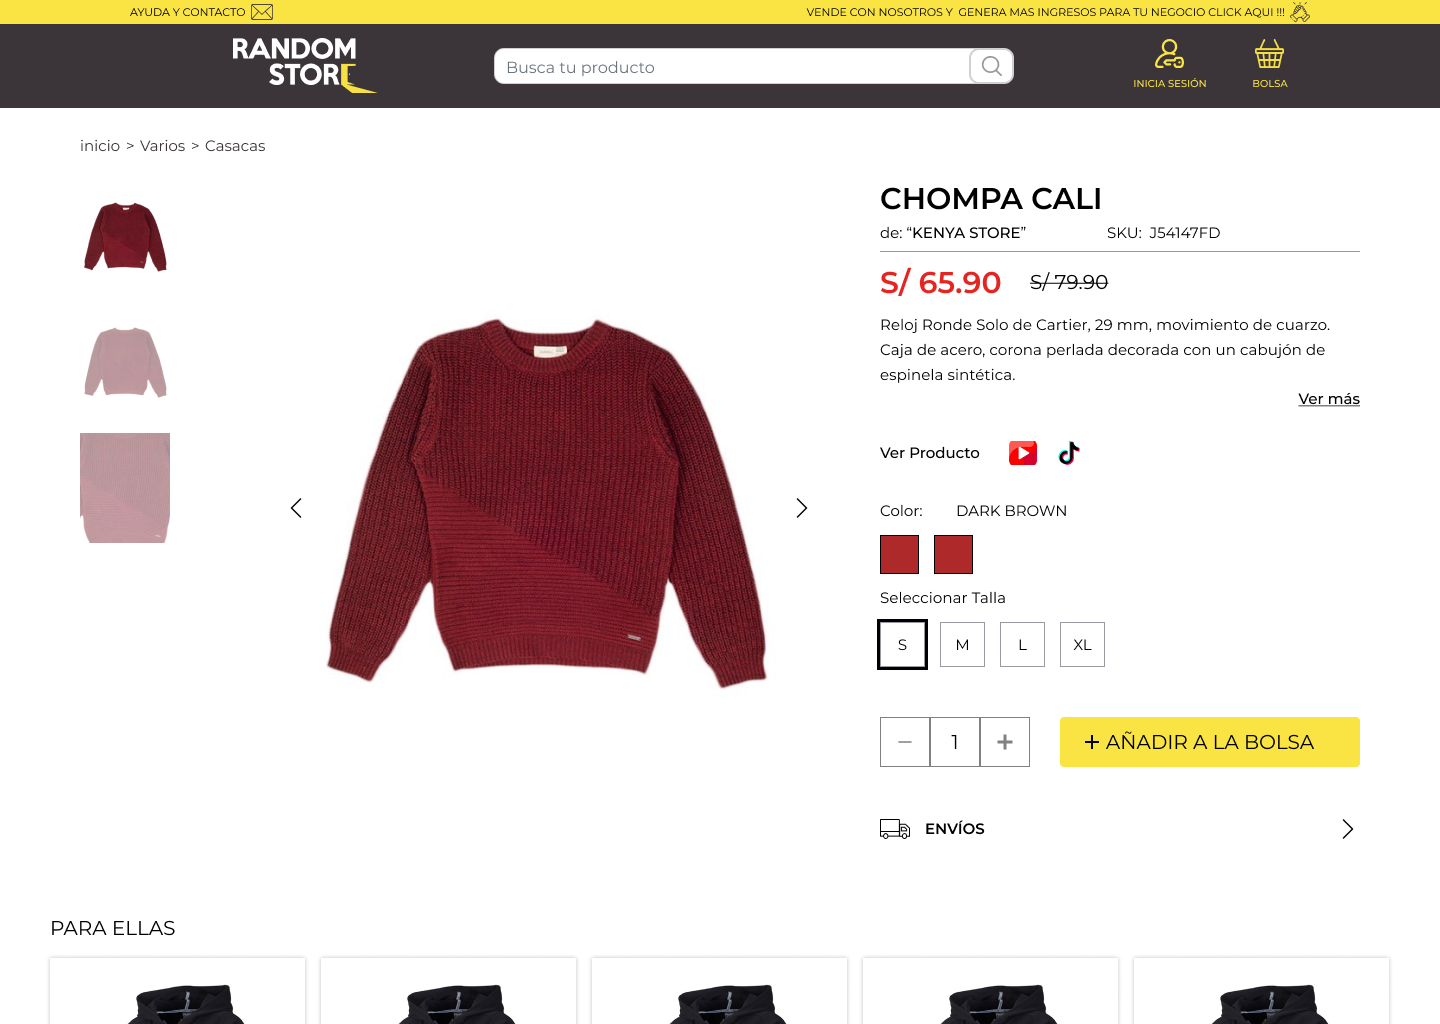 AYUDA Y CONTACTO
VENDE CON NOSOTROS Y GENERA MAS INGRESOS PARA TU NEGOCIO CLICK AQUI !!!
RANDOM
STORE
Busca tu producto
INICIA SESIÓN
BOLSA
inicio > Varios > Casacas
CHOMPA CALI
de: “KENYA STORE”
SKU: J54147FD
S/ 65.90
S/ 79.90
Reloj Ronde Solo de Cartier, 29 mm, movimiento de cuarzo.
Caja de acero, corona perlada decorada con un cabujón de
espinela sintética.
Ver más
Ver Producto
Color:
DARK BROWN
Seleccionar Talla
S
M
L
XL
1
+ AÑADIR A LA BOLSA
ENVÍOS
PARA ELLAS